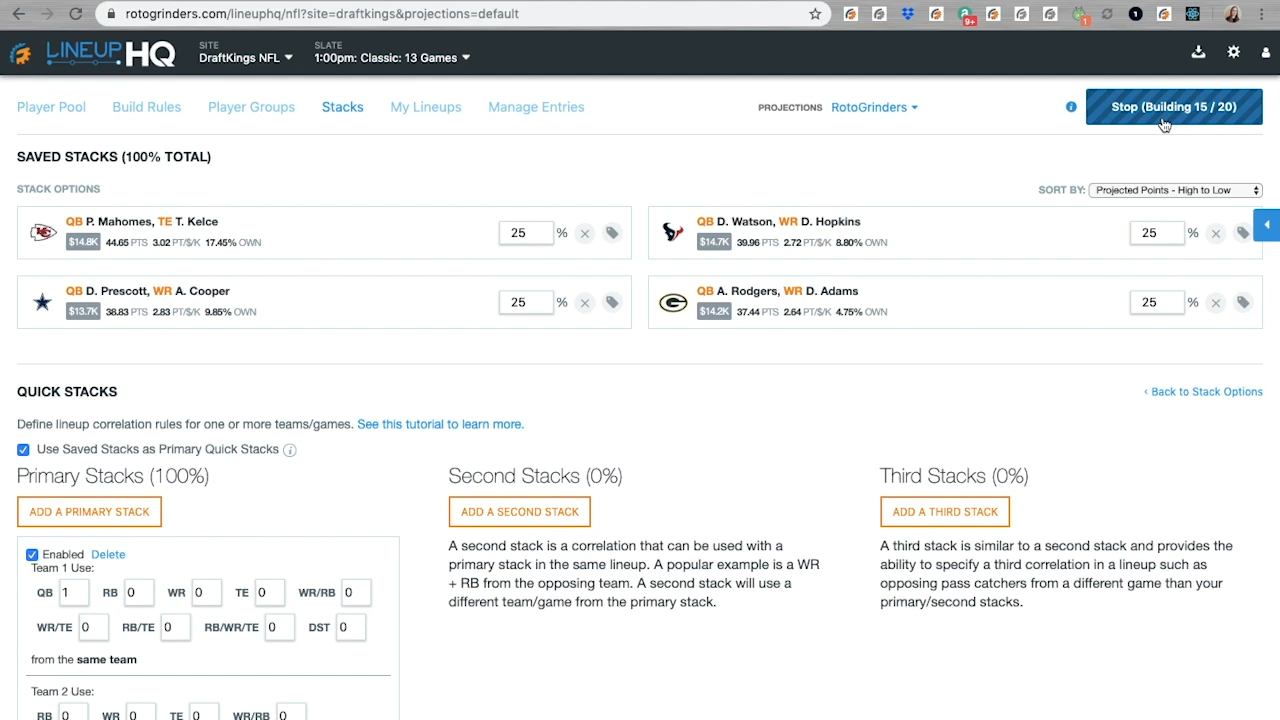 rotogrinders.com/lineuphq/nfl?site=draftkings&projections=default
9+
1
1
LINEUPHQ
SITE
DraftKings NFL
SLATE
1:00pm: Classic: 13 Games
Player Pool
Build Rules
Player Groups
Stacks
My Lineups
Manage Entries
PROJECTIONS RotoGrinders
Stop (Building 15 / 20)
SAVED STACKS (100% TOTAL)
STACK OPTIONS
SORT BY: Projected Points - High to Low
QB P. Mahomes, TE T. Kelce
$14.8K 44.65 PTS 3.02 PT/$/K 17.45% OWN
25 %
QB D. Watson, WR D. Hopkins
$14.7K 39.96 PTS 2.72 PT/$/K 8.80% OWN
25 %
QB D. Prescott, WR A. Cooper
$13.7K 38.83 PTS 2.83 PT/$/K 9.85% OWN
25 %
QB A. Rodgers, WR D. Adams
$14.2K 37.44 PTS 2.64 PT/$/K 4.75% OWN
25 %
QUICK STACKS
‹ Back to Stack Options
Define lineup correlation rules for one or more teams/games. See this tutorial to learn more.
Use Saved Stacks as Primary Quick Stacks
Primary Stacks (100%)
ADD A PRIMARY STACK
Enabled Delete
Team 1 Use:
QB 1 RB 0 WR 0 TE 0 WR/RB 0
WR/TE 0 RB/TE 0 RB/WR/TE 0 DST 0
from the same team
Team 2 Use:
RB 0 WR 0 TE 0 WR/RB 0
Second Stacks (0%)
ADD A SECOND STACK
A second stack is a correlation that can be used with a
primary stack in the same lineup. A popular example is a WR
+ RB from the opposing team. A second stack will use a
different team/game from the primary stack.
Third Stacks (0%)
ADD A THIRD STACK
A third stack is similar to a second stack and provides the
ability to specify a third correlation in a lineup such as
opposing pass catchers from a different game than your
primary/second stacks.